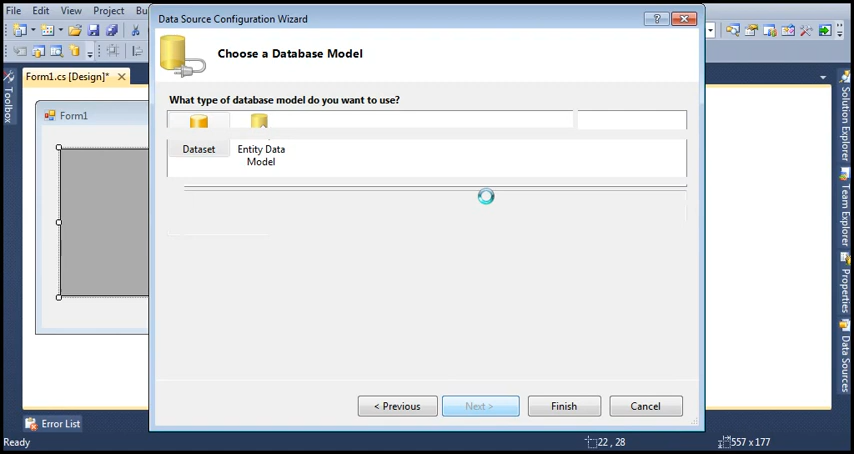 Data Source Configuration Wizard
File Edit View Project Bu
Form1.cs [Design]*
Choose a Database Model
Form1
What type of database model do you want to use?
Dataset
Entity Data
Model
Toolbox
Solution Explorer
Team Explorer
Properties
Data Sources
< Previous
Next >
Finish
Cancel
Error List
Ready
22 , 28
557 x 177